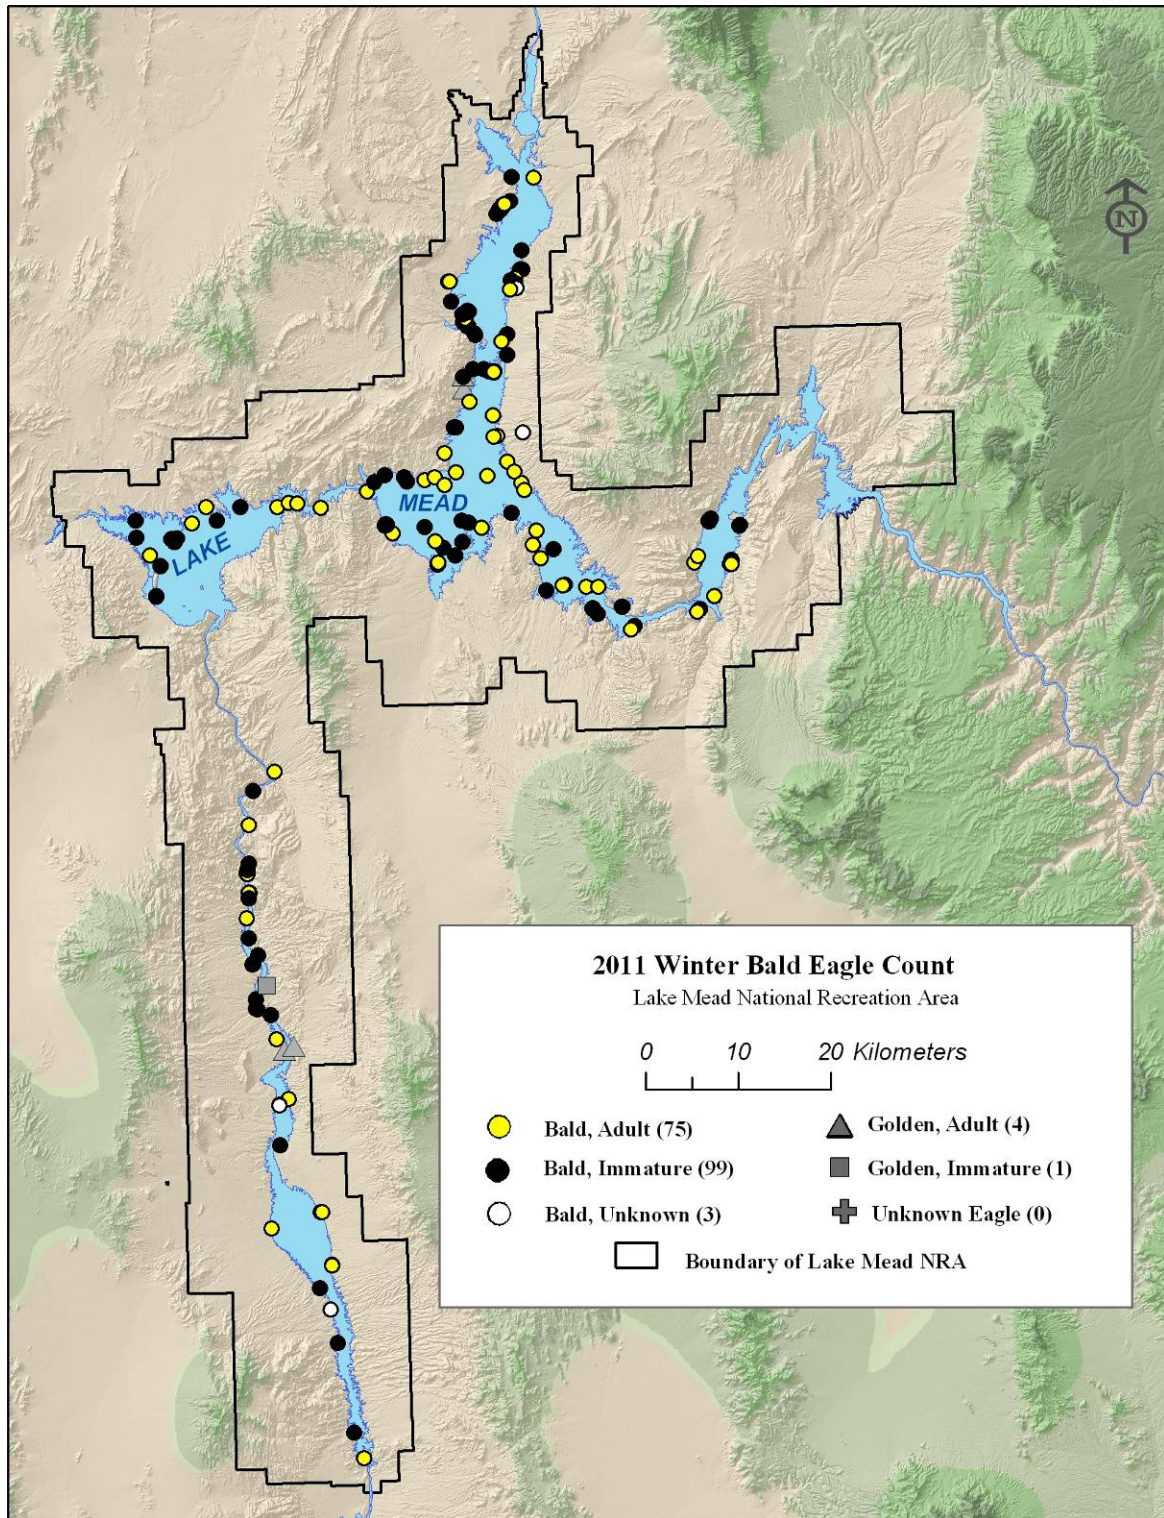 N
MEAD
LAKE
2011 Winter Bald Eagle Count
Lake Mead National Recreation Area
0 10 20 Kilometers
Bald, Adult (75)
Golden, Adult (4)
Bald, Immature (99)
Golden, Immature (1)
Bald, Unknown (3)
Unknown Eagle (0)
Boundary of Lake Mead NRA